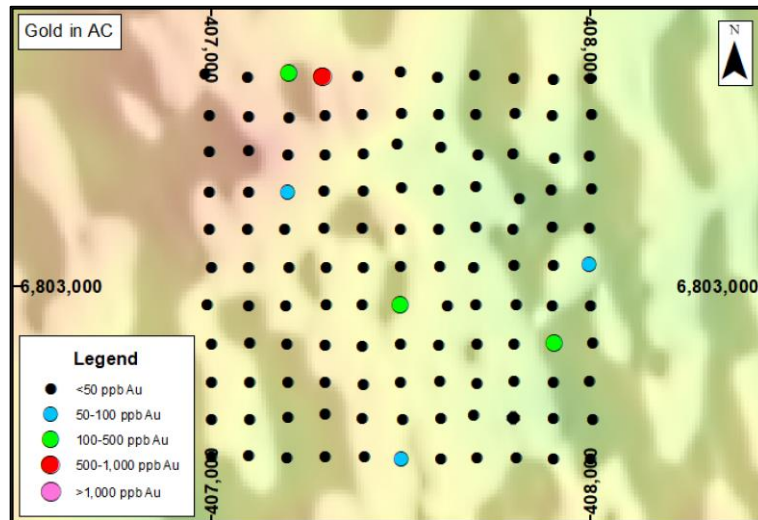 Gold in AC
407,000
408,000
N
6,803,000
6,803,000
Legend
<50 ppb Au
50-100 ppb Au
100-500 ppb Au
500-1,000 ppb Au
>1,000 ppb Au
407,000
408,000